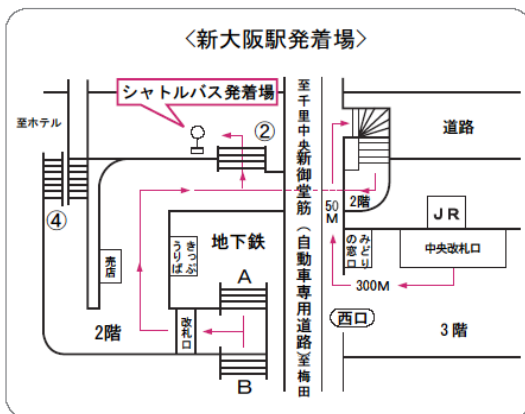 〈新大阪駅発着場〉
シャトルバス発着場
至ホテル
②
④
売店
2階
地下鉄
きっぷ
うりば
A
改札口
B
至千里中央
新御堂筋(自動車専用道路)
至梅田
50
M
2階
道路
JR
みどり
の窓口
中央改札口
300M
西口
3階